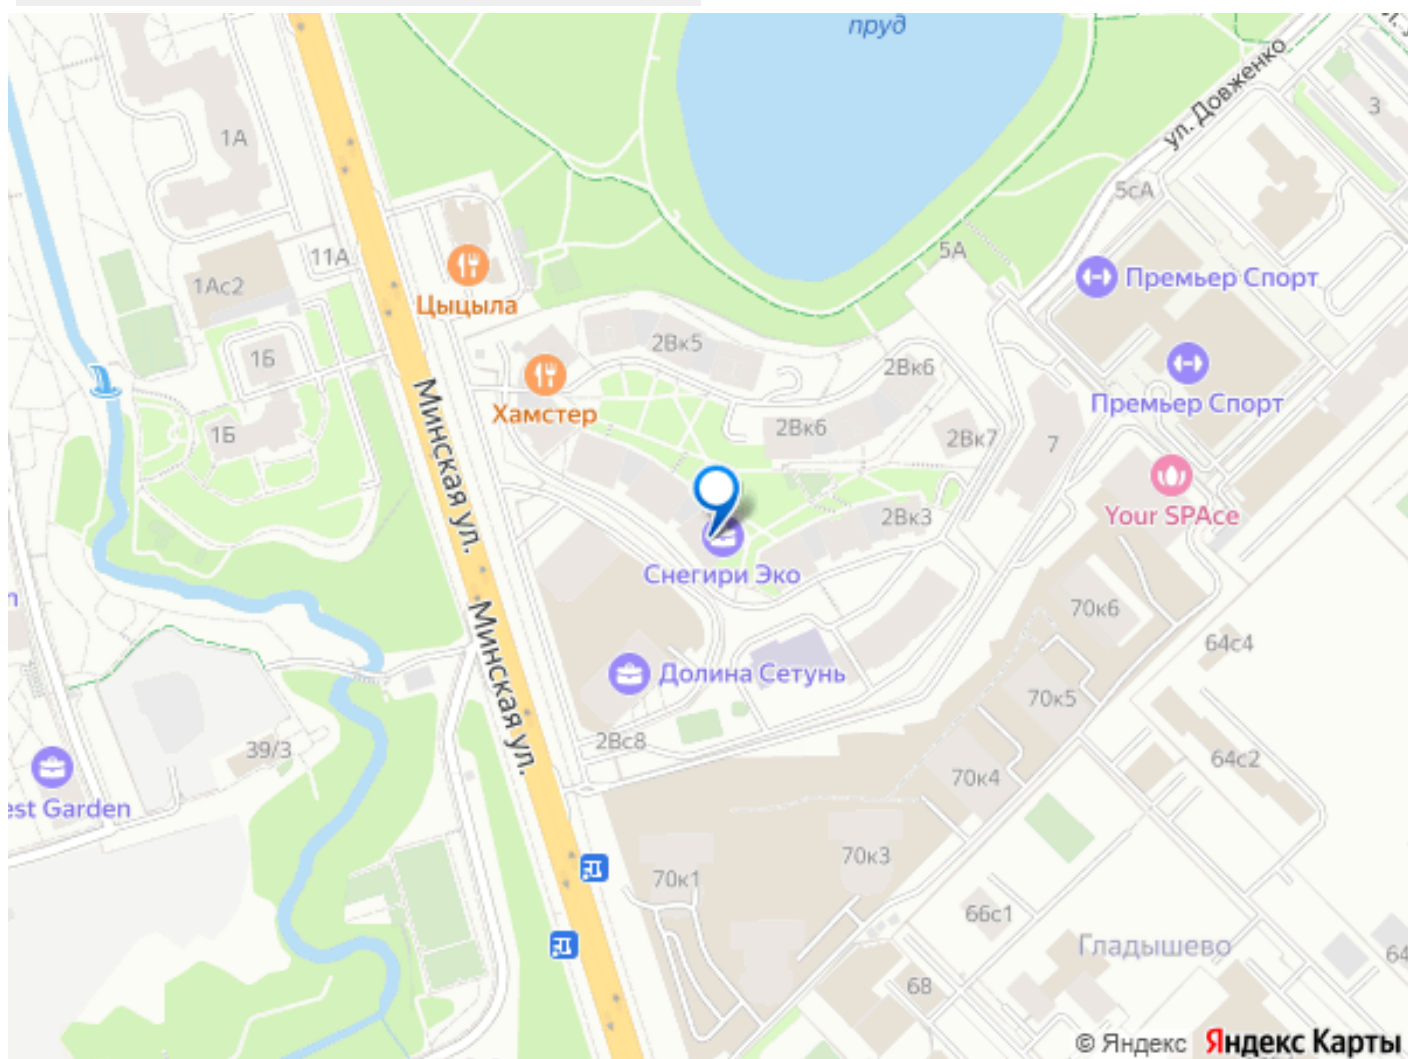 пруд
ул. Довженко
3
1А
5сА
11А
5А
Премьер Спорт
1Ас2
Цыцыла
2Вк5
1Б
2Вк6
Хамстер
Премьер Спорт
Минская ул.
1Б
2Вк6
2Вк7
7
2Вк3
Your SPAce
Снегири Эко
70к6
Минская ул.
64с4
Долина Сетунь
70к5
2Вс8
39/3
64с2
70к4
est Garden
70к3
70к1
66с1
Гладышево
64
68
© Яндекс Яндекс Карты